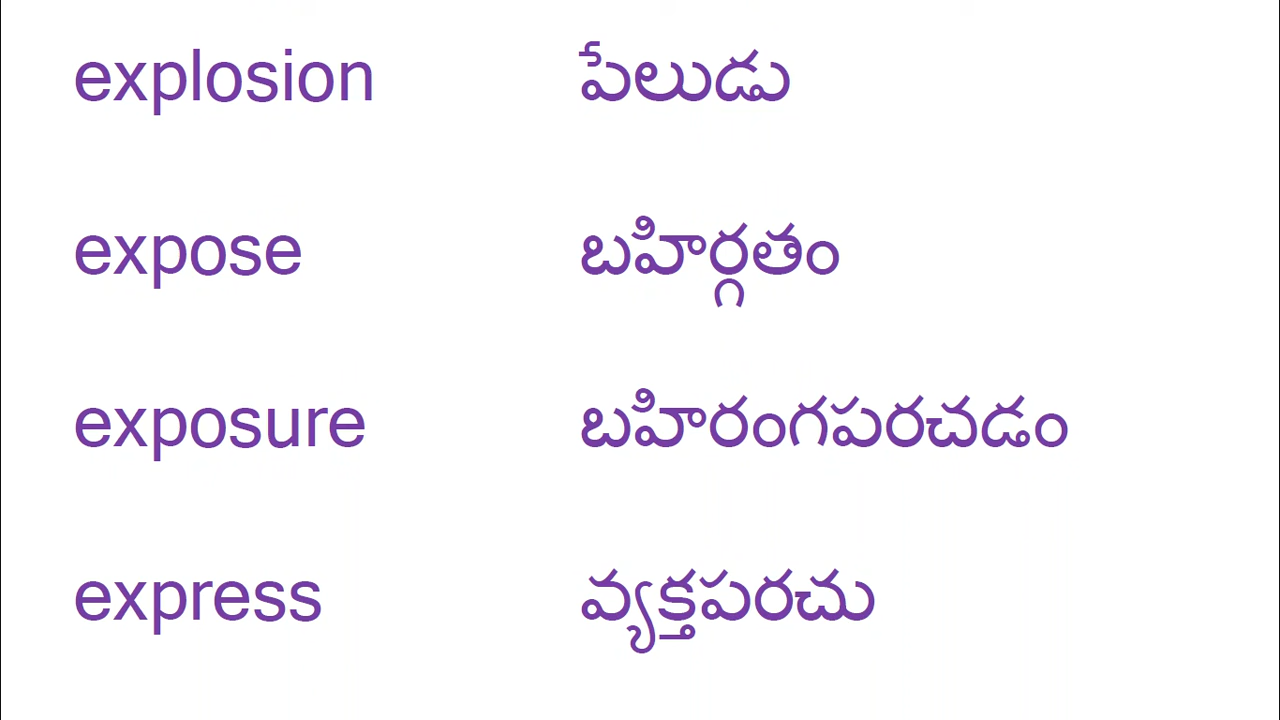 explosion పేలుడు
expose బహిర్గతం
exposure బహిరంగపరచడం
express వ్యక్తపరచు